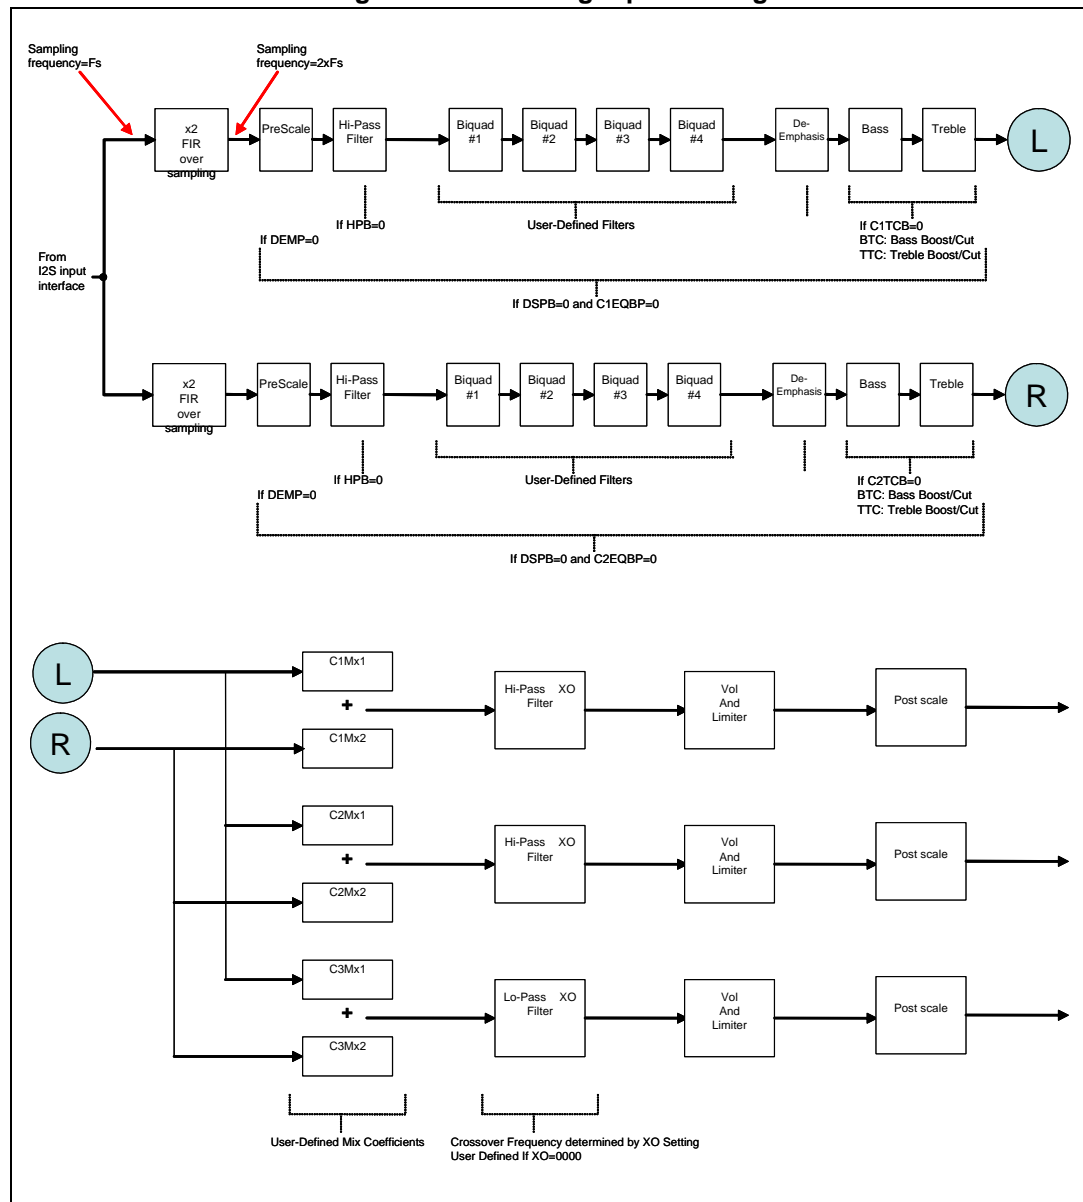 Sampling
frequency=Fs
Sampling
frequency=2xFs
x2
FIR
over
sampling
PreScale
Hi-Pass
Filter
Biquad
#1
Biquad
#2
Biquad
#3
Biquad
#4
De-
Emphasis
Bass
Treble
L
If HPB=0
User-Defined Filters
If C1TCB=0
BTC: Bass Boost/Cut
TTC: Treble Boost/Cut
If DEMP=0
From
I2S input
interface
If DSPB=0 and C1EQBP=0
x2
FIR
over
sampling
PreScale
Hi-Pass
Filter
Biquad
#1
Biquad
#2
Biquad
#3
Biquad
#4
De-
Emphasis
Bass
Treble
R
If HPB=0
User-Defined Filters
If C2TCB=0
BTC: Bass Boost/Cut
TTC: Treble Boost/Cut
If DEMP=0
If DSPB=0 and C2EQBP=0
L
R
C1Mx1
+
C1Mx2
Hi-Pass XO
Filter
Vol
And
Limiter
Post scale
C2Mx1
+
C2Mx2
Hi-Pass XO
Filter
Vol
And
Limiter
Post scale
C3Mx1
+
C3Mx2
Lo-Pass XO
Filter
Vol
And
Limiter
Post scale
User-Defined Mix Coefficients
Crossover Frequency determined by XO Setting
User Defined If XO=0000